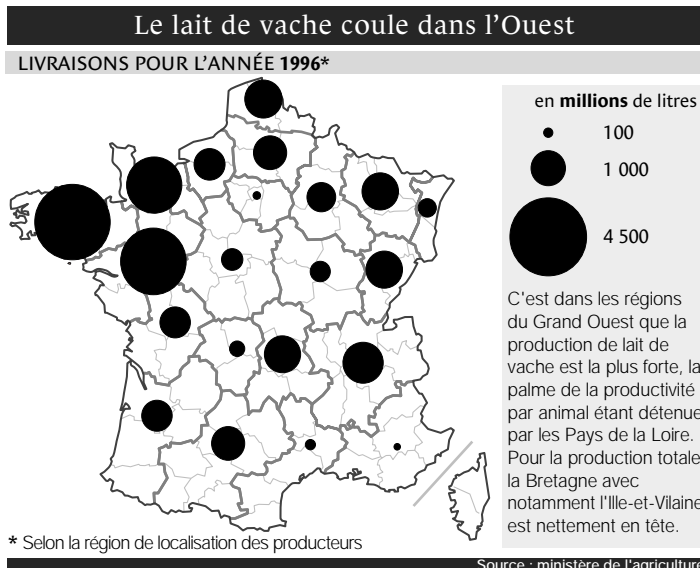 Le lait de vache coule dans l'Ouest
LIVRAISONS POUR L'ANNÉE 1996*
en millions de litres
100
1 000
4 500
C'est dans les régions
du Grand Ouest que la
production de lait de
vache est la plus forte, la
palme de la productivité
par animal étant détenue
par les Pays de la Loire.
Pour la production totale
la Bretagne avec
notamment l'Ille-et-Vilaine
est nettement en tête.
* Selon la région de localisation des producteurs
Source : ministère de l'agriculture